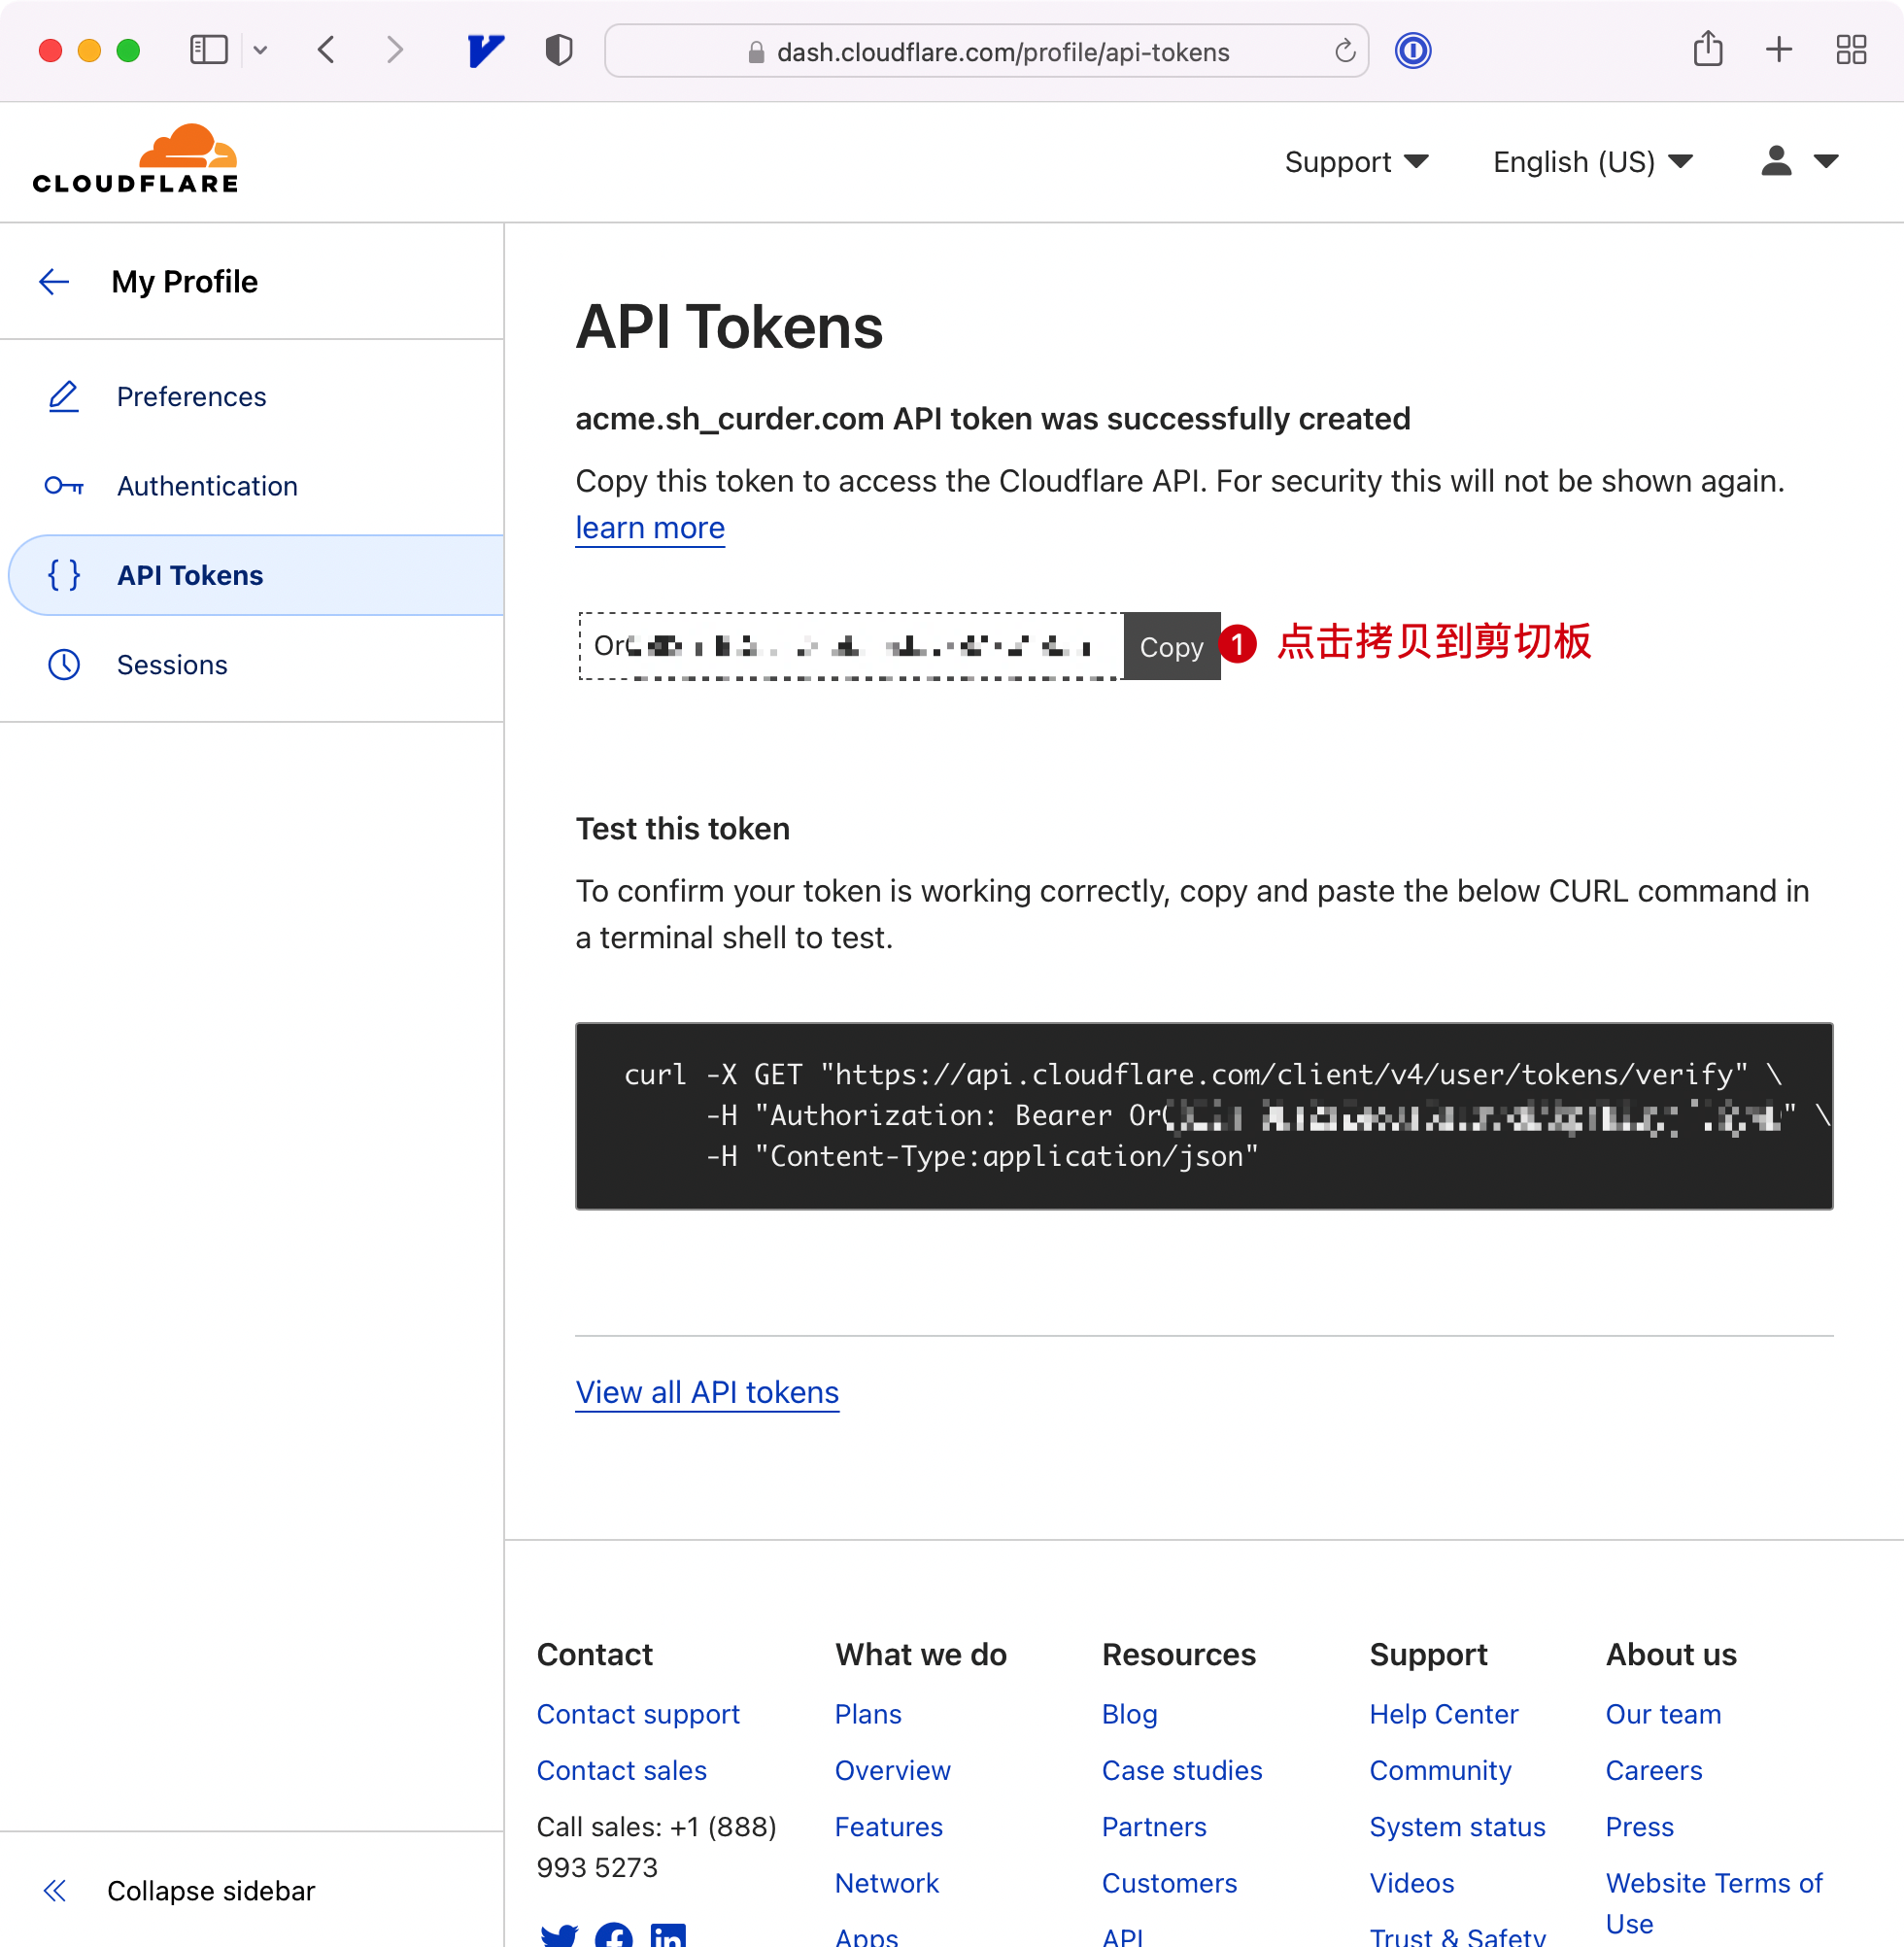 dash.cloudflare.com/profile/api-tokens
CLOUDFLARE
Support
English (US)
My Profile
Preferences
Authentication
API Tokens
Sessions
Collapse sidebar
API Tokens
acme.sh_curder.com API token was successfully created
Copy this token to access the Cloudflare API. For security this will not be shown again.
learn more
Copy
1 点击拷贝到剪切板
Test this token
To confirm your token is working correctly, copy and paste the below CURL command in
a terminal shell to test.
curl -X GET "https://api.cloudflare.com/client/v4/user/tokens/verify" \
-H "Authorization: Bearer " \
-H "Content-Type:application/json"
View all API tokens
Contact
Contact support
Contact sales
Call sales: +1 (888)
993 5273
What we do
Plans
Overview
Features
Network
Apps
Resources
Blog
Case studies
Partners
Customers
API
Support
Help Center
Community
System status
Videos
Trust & Safety
About us
Our team
Careers
Press
Website Terms of
Use